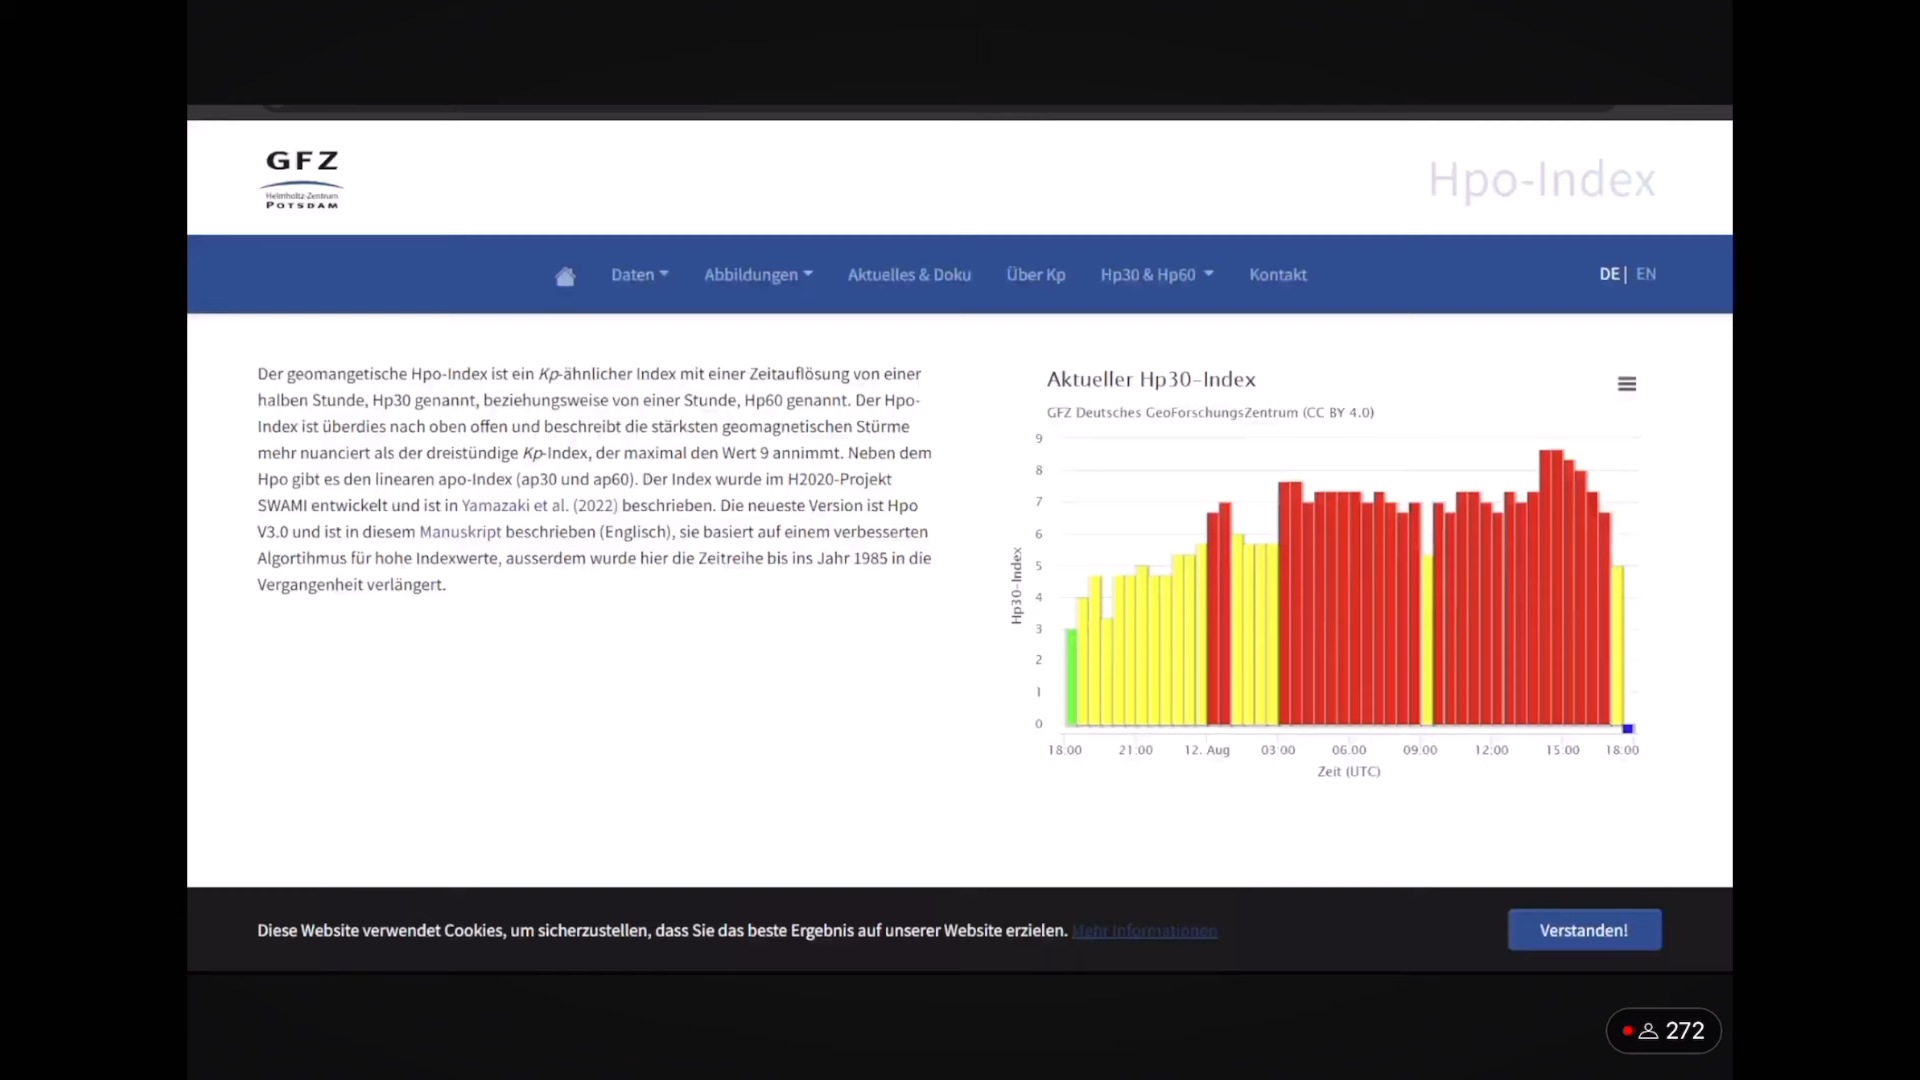 GFZ
Helmholtz-Zentrum
POTSDAM
Hpo-Index
Daten
Abbildungen
Aktuelles & Doku
Über Kp
Hp30 & Hp60
Kontakt
DE | EN
Der geomangetische Hpo-Index ist ein Kp-ähnlicher Index mit einer Zeitauflösung von einer
halben Stunde, Hp30 genannt, beziehungsweise von einer Stunde, Hp60 genannt. Der Hpo-
Index ist überdies nach oben offen und beschreibt die stärksten geomagnetischen Stürme
mehr nuanciert als der dreistündige Kp-Index, der maximal den Wert 9 annimmt. Neben dem
Hpo gibt es den linearen apo-Index (ap30 und ap60). Der Index wurde im H2020-Projekt
SWAMI entwickelt und ist in Yamazaki et al. (2022) beschrieben. Die neueste Version ist Hpo
V3.0 und ist in diesem Manuskript beschrieben (Englisch), sie basiert auf einem verbesserten
Algortihmus für hohe Indexwerte, ausserdem wurde hier die Zeitreihe bis ins Jahr 1985 in die
Vergangenheit verlängert.
Aktueller Hp30-Index
GFZ Deutsches GeoForschungsZentrum (CC BY 4.0)
9
8
7
6
5
4
3
2
1
0
Hp30-Index
18:00 21:00 12. Aug 03:00 06:00 09:00 12:00 15:00 18:00
Zeit (UTC)
Diese Website verwendet Cookies, um sicherzustellen, dass Sie das beste Ergebnis auf unserer Website erzielen. Mehr Informationen
Verstanden!
272